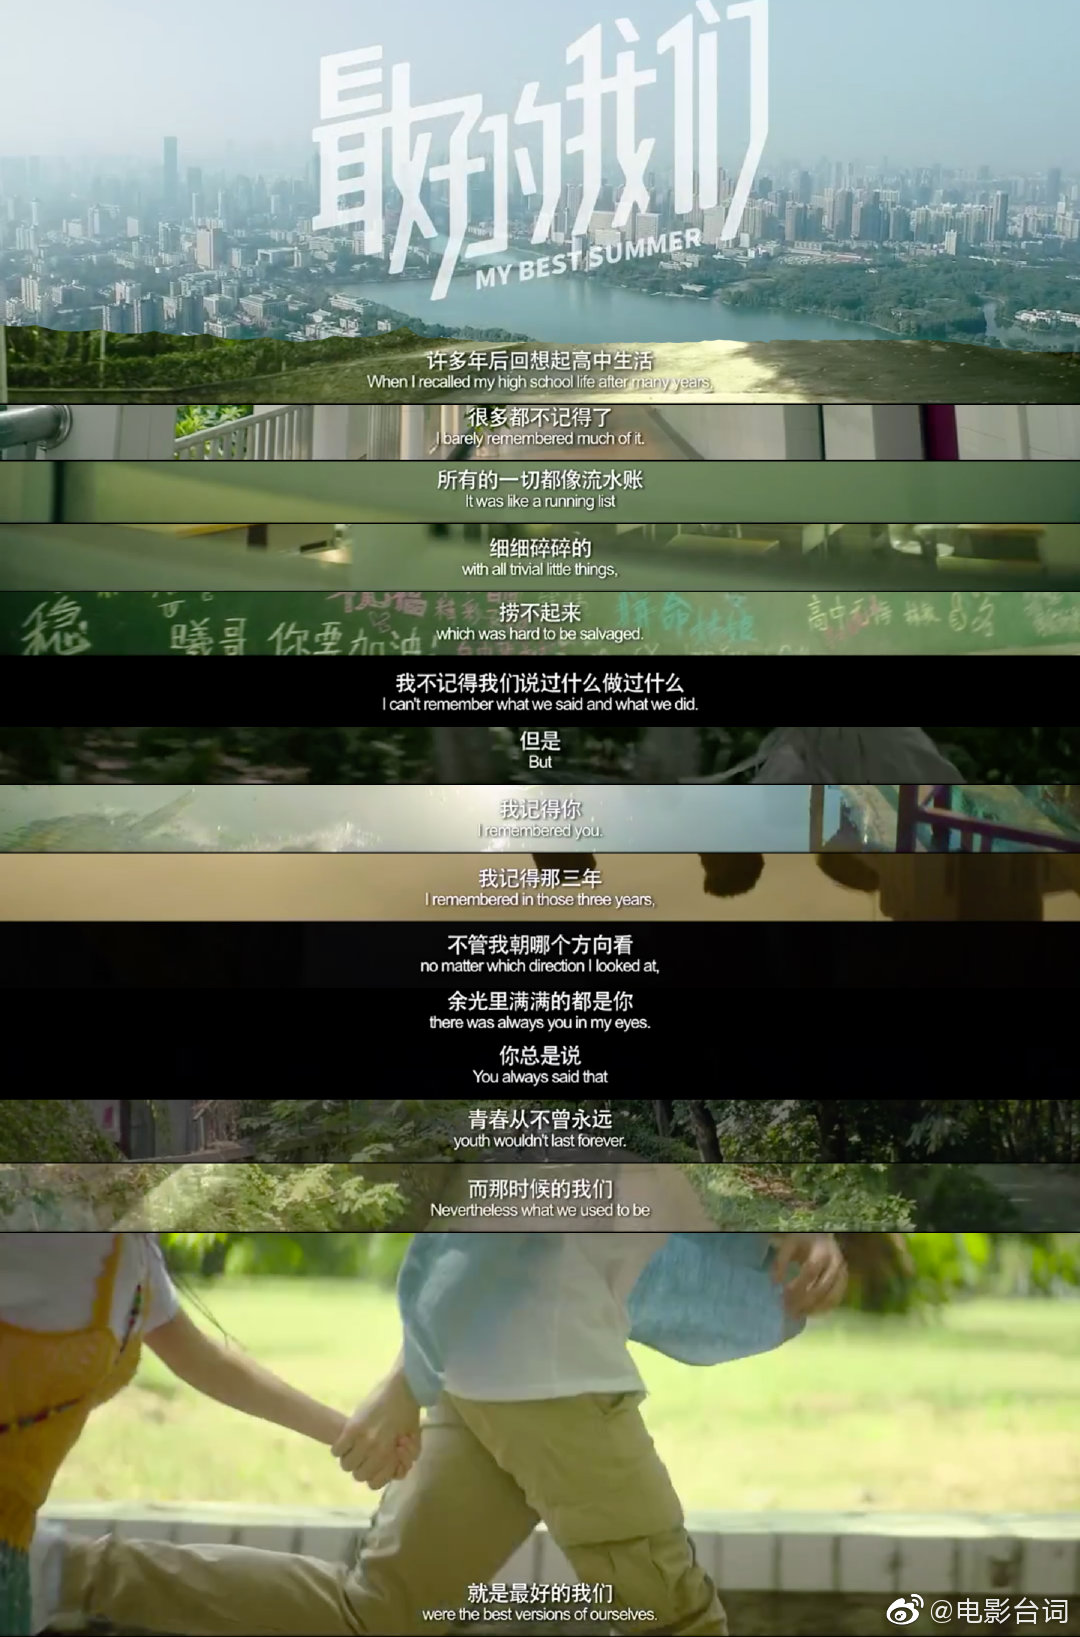 最好的我们
MY BEST SUMMER
许多年后回想起高中生活
When I recalled my high school life after many years,
很多都不记得了
I barely remembered much of it.
所有的一切都像流水账
It was like a running list
细细碎碎的
with all trivial little things,
稳
曦哥 你要加油!
捞不起来
which was hard to be salvaged.
我不记得我们说过什么做过什么
I can't remember what we said and what we did.
但是
But
我记得你
I remembered you.
我记得那三年
I remembered in those three years,
不管我朝哪个方向看
no matter which direction I looked at,
余光里满满的都是你
there was always you in my eyes.
你总是说
You always said that
青春从不曾永远
youth wouldn't last forever.
而那时候的我们
Nevertheless what we used to be
就是最好的我们
were the best versions of ourselves.
@电影台词